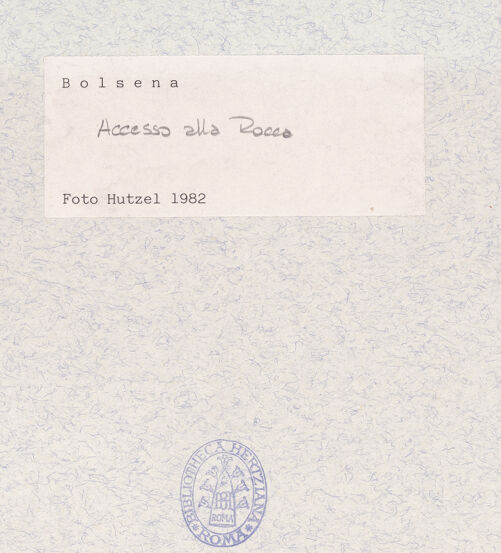 Bolsena
Accesso alla Rocca
Foto Hutzel 1982
BIBLIOTHECA HERTZIANA
ROMA
ROMA